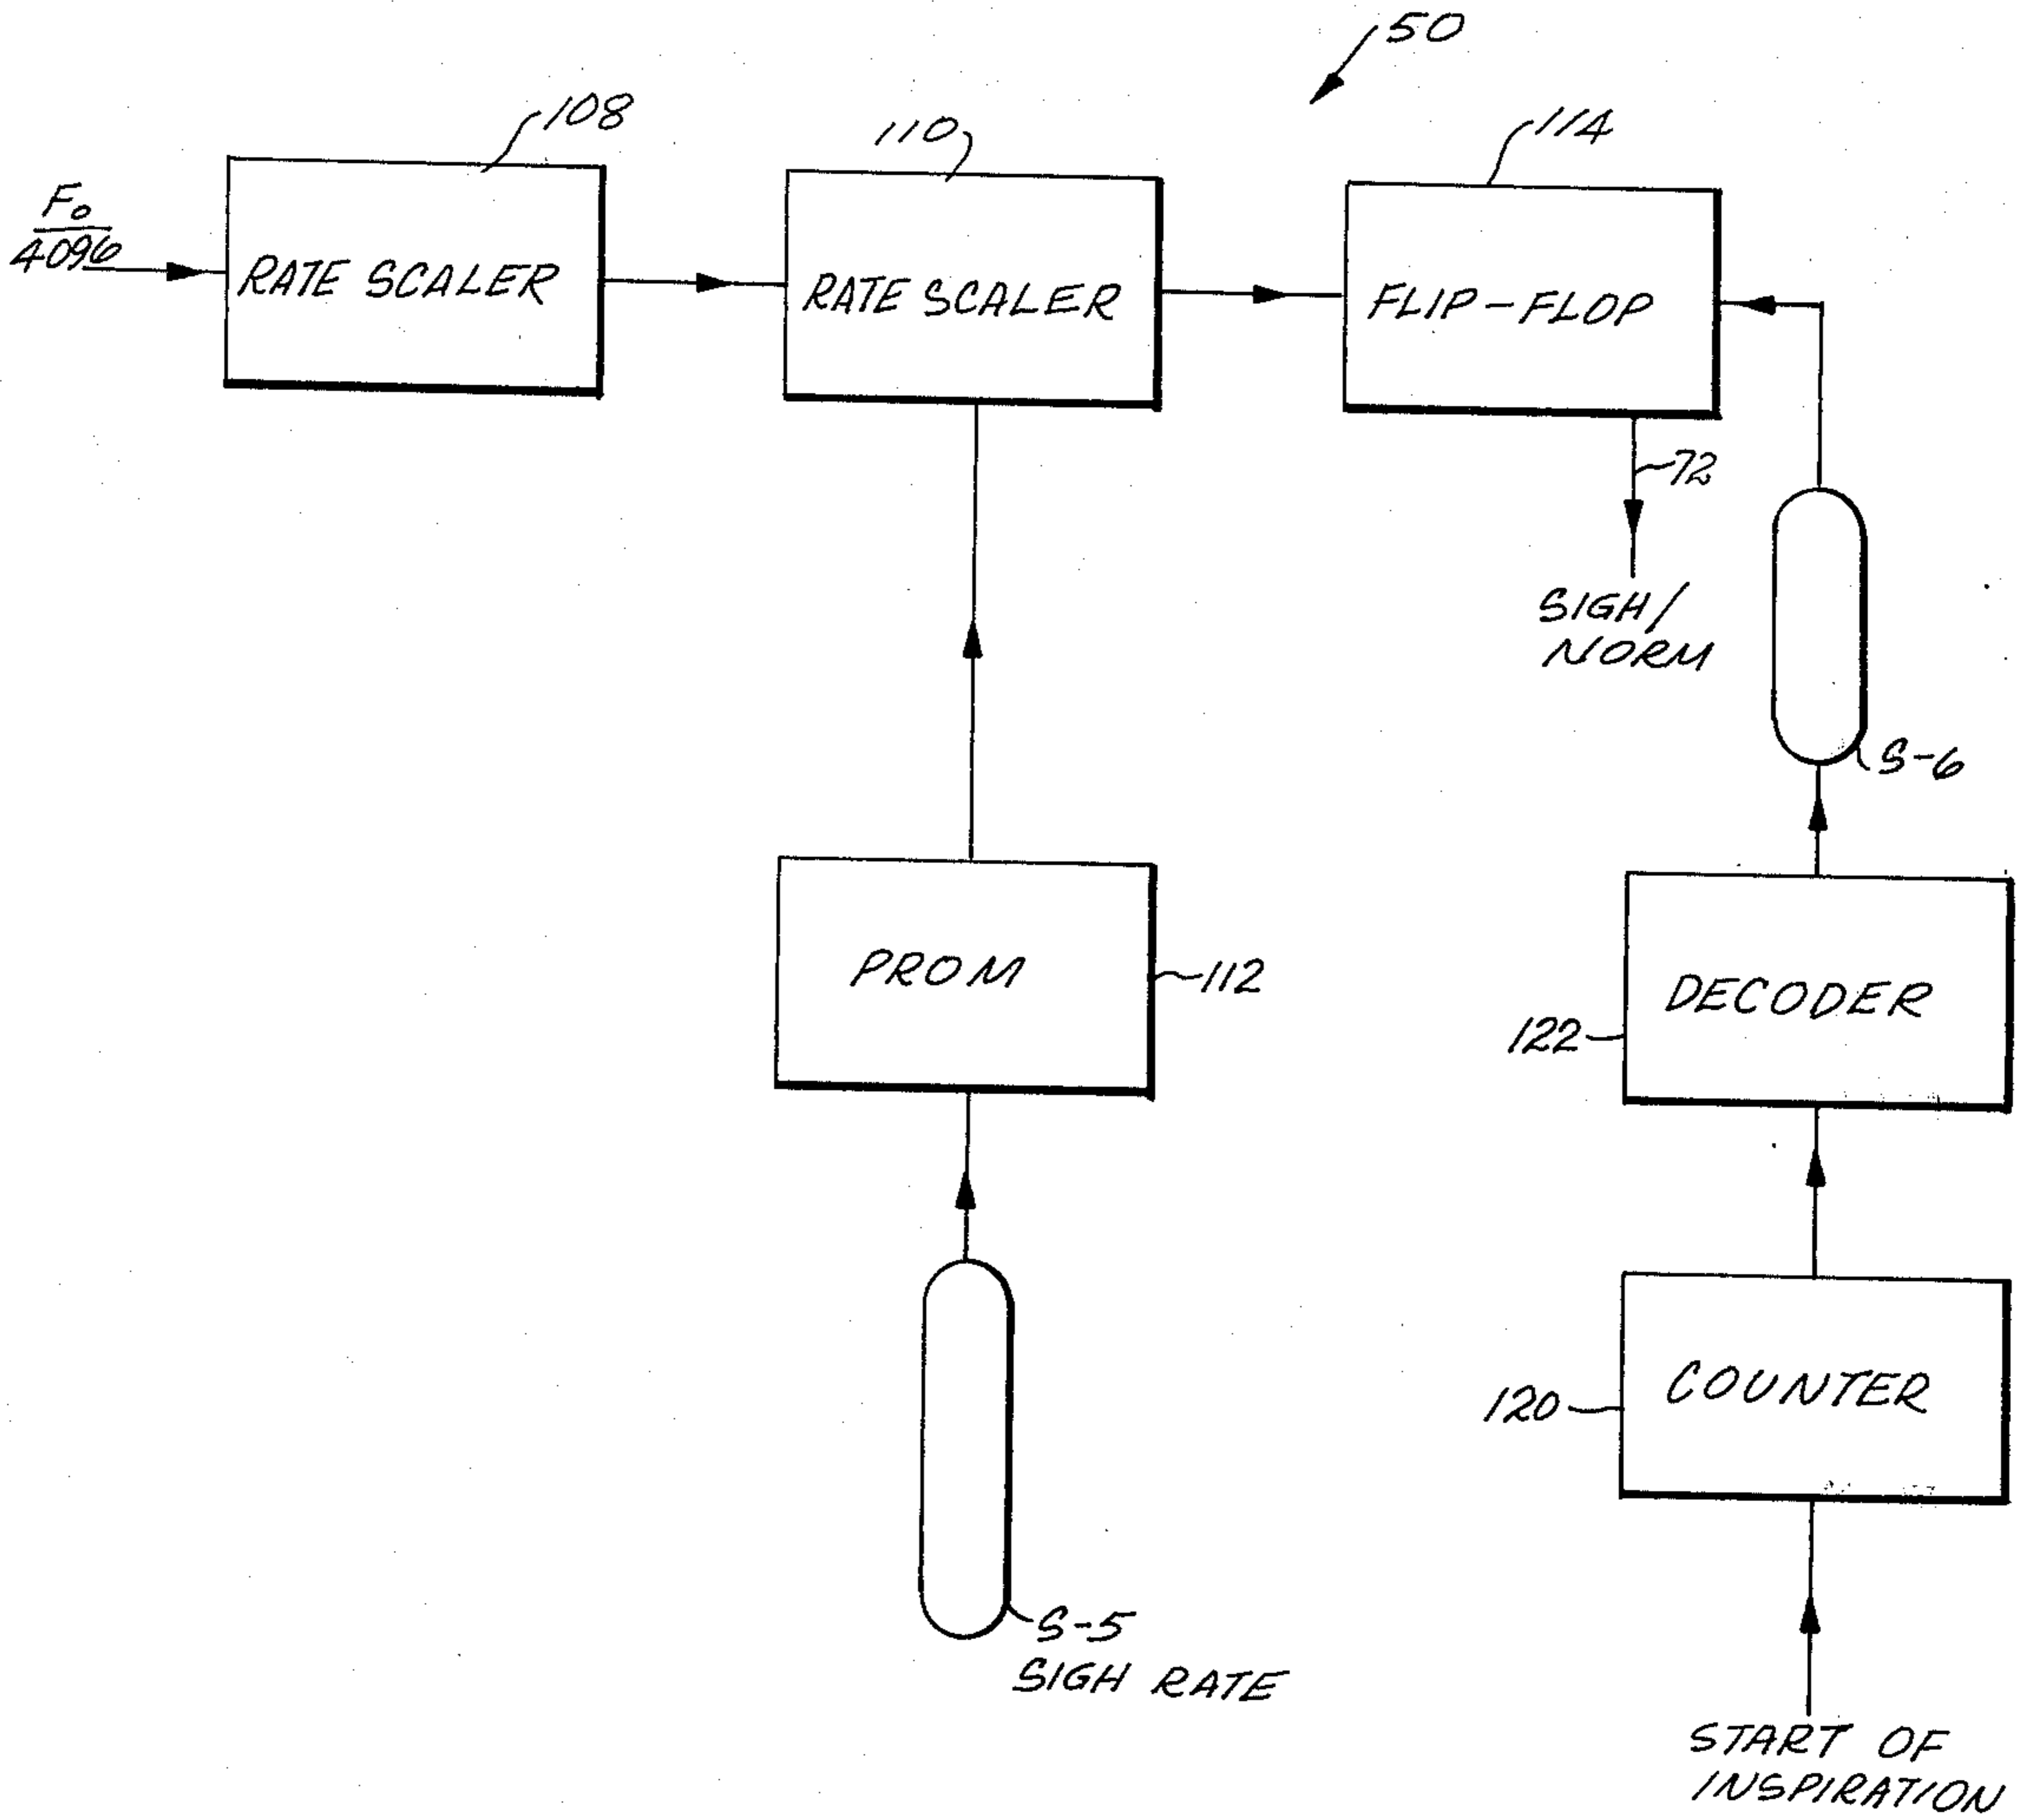 50
108
110
114
F₀
4096
RATE SCALER
RATE SCALER
FLIP-FLOP
72
SIGH/
NORM
S-6
PROM
112
DECODER
122
COUNTER
120
S-5
SIGH RATE
START OF
INSPIRATION